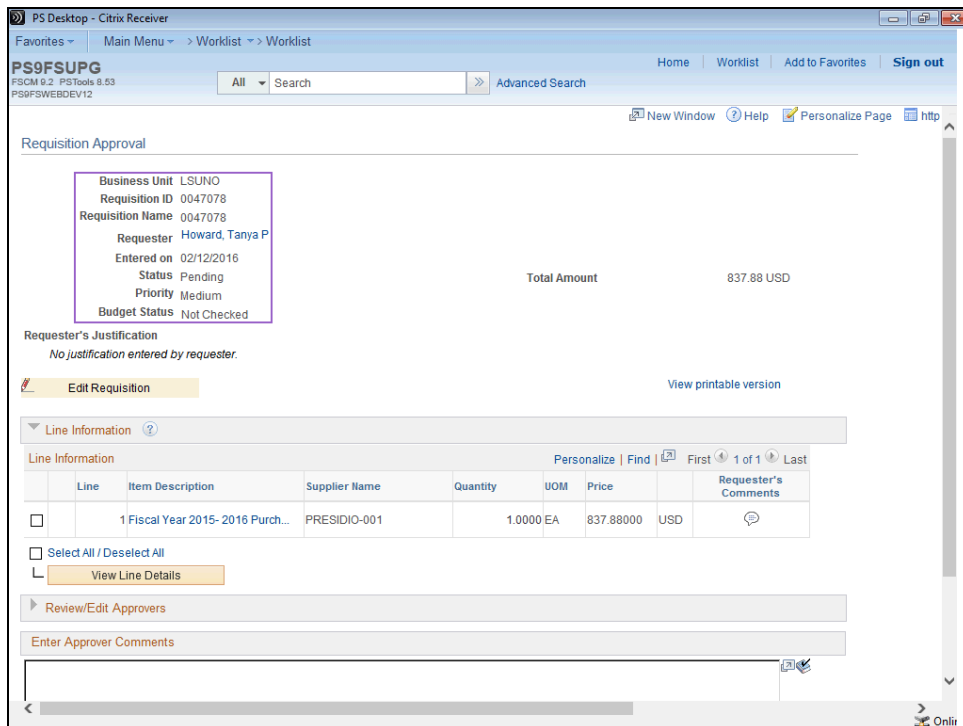 PS Desktop - Citrix Receiver
Favorites Main Menu > Worklist > Worklist
PS9FSUPG
FSCM 9.2 PSTools 8.53
PS9FSWEBDEV12
All Search » Advanced Search
Home Worklist Add to Favorites Sign out
New Window Help Personalize Page http
Requisition Approval
Business Unit LSUNO
Requisition ID 0047078
Requisition Name 0047078
Requester Howard, Tanya P
Entered on 02/12/2016
Status Pending
Total Amount 837.88 USD
Priority Medium
Budget Status Not Checked
Requester's Justification
No justification entered by requester.
Edit Requisition
View printable version
Line Information ?
Line Information Personalize | Find | First 1 of 1 Last
Line Item Description Supplier Name Quantity UOM Price Requester's Comments
1 Fiscal Year 2015- 2016 Purch... PRESIDIO-001 1.0000 EA 837.88000 USD
Select All / Deselect All
View Line Details
Review/Edit Approvers
Enter Approver Comments
Onlin